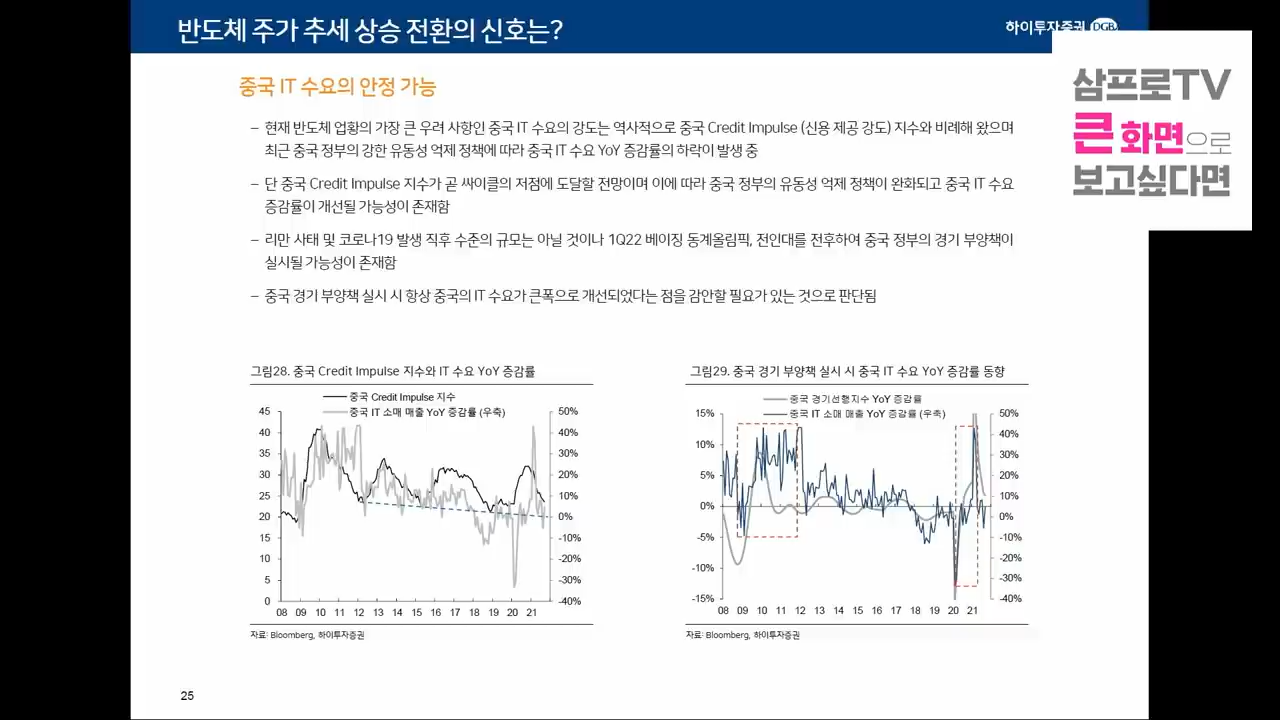 반도체 주가 추세 상승 전환의 신호는?
하이투자증권 DGB
삼프로TV
큰 화면으로
보고싶다면
중국 IT 수요의 안정 가능
– 현재 반도체 업황의 가장 큰 우려 사항인 중국 IT 수요의 강도는 역사적으로 중국 Credit Impulse (신용 제공 강도) 지수와 비례해 왔으며
최근 중국 정부의 강한 유동성 억제 정책에 따라 중국 IT 수요 YoY 증감률의 하락이 발생 중
– 단 중국 Credit Impulse 지수가 곧 싸이클의 저점에 도달할 전망이며 이에 따라 중국 정부의 유동성 억제 정책이 완화되고 중국 IT 수요
증감률이 개선될 가능성이 존재함
– 리만 사태 및 코로나19 발생 직후 수준의 규모는 아닐 것이나 1Q22 베이징 동계올림픽, 전인대를 전후하여 중국 정부의 경기 부양책이
실시될 가능성이 존재함
– 중국 경기 부양책 실시 시 항상 중국의 IT 수요가 큰폭으로 개선되었다는 점을 감안할 필요가 있는 것으로 판단됨
그림28. 중국 Credit Impulse 지수와 IT 수요 YoY 증감률
중국 Credit Impulse 지수
중국 IT 소매 매출 YoY 증감률 (우축)
45 50%
40 40%
35 30%
30 20%
25 10%
20 0%
15 -10%
10 -20%
5 -30%
0 -40%
08 09 10 11 12 13 14 15 16 17 18 19 20 21
자료: Bloomberg, 하이투자증권
그림29. 중국 경기 부양책 실시 시 중국 IT 수요 YoY 증감률 동향
중국 경기선행지수 YoY 증감률
중국 IT 소매 매출 YoY 증감률 (우축)
15% 50%
40%
10% 30%
5% 20%
10%
0% 0%
-5% -10%
-20%
-10% -30%
-15% -40%
08 09 10 11 12 13 14 15 16 17 18 19 20 21
자료: Bloomberg, 하이투자증권
25